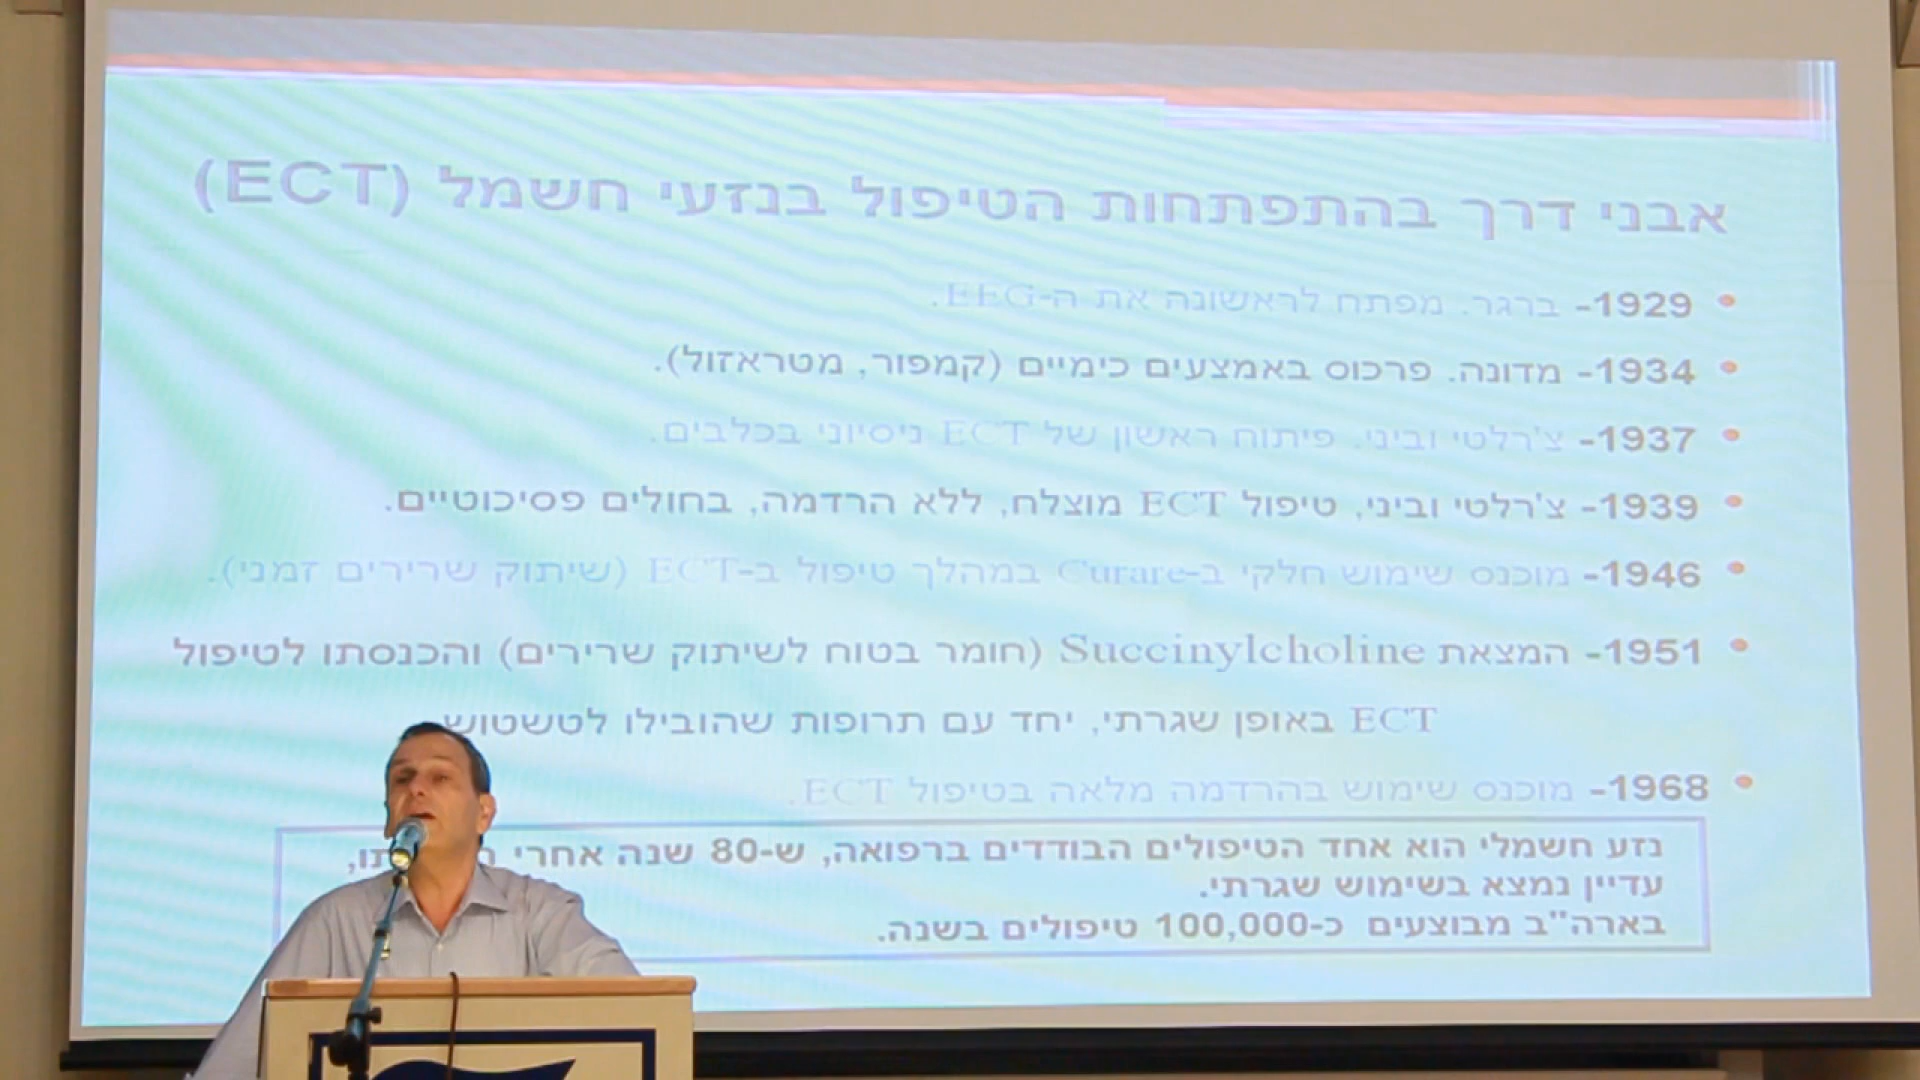 אבני דרך בהתפתחות הטיפול בנזעי חשמל (ECT)
• 1929- ברגר. מפתח לראשונה את ה-EEG.
• 1934- מדונה. פרכוס באמצעים כימיים (קמפור, מטראזול).
• 1937- צ'רלטי וביני. פיתוח ראשון של ECT ניסיוני בכלבים.
• 1939- צ'רלטי וביני, טיפול ECT מוצלח, ללא הרדמה, בחולים פסיכוטיים.
• 1946- מוכנס שימוש חלקי ב-Curare במהלך טיפול ב-ECT (שיתוק שרירים זמני).
• 1951- המצאת Succinylcholine (חומר בטוח לשיתוק שרירים) והכנסתו לטיפול
ECT באופן שגרתי, יחד עם תרופות שהובילו לטשטוש
• 1968- מוכנס שימוש בהרדמה מלאה בטיפול ECT.
נזע חשמלי הוא אחד הטיפולים הבודדים ברפואה, ש-80 שנה אחרי
עדיין נמצא בשימוש שגרתי.
בארה"ב מבוצעים כ-100,000 טיפולים בשנה.